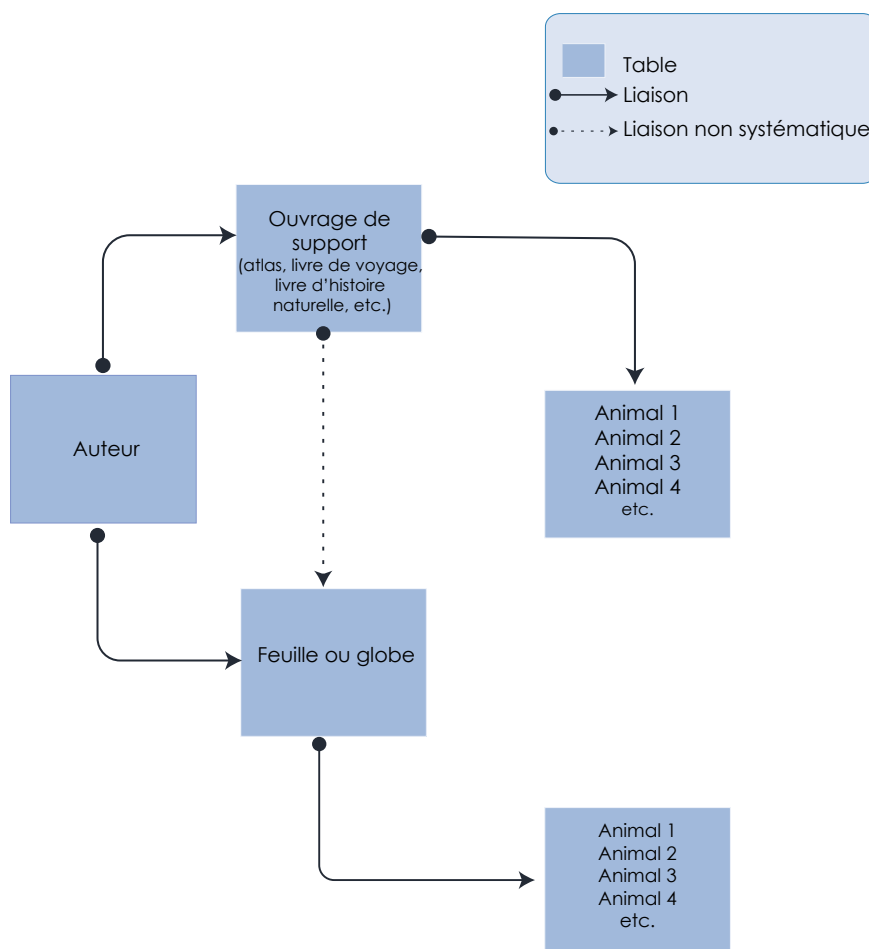 Table
Liaison
Liaison non systématique
Ouvrage de
support
(atlas, livre de voyage,
livre d’histoire
naturelle, etc.)
Auteur
Animal 1
Animal 2
Animal 3
Animal 4
etc.
Feuille ou globe
Animal 1
Animal 2
Animal 3
Animal 4
etc.